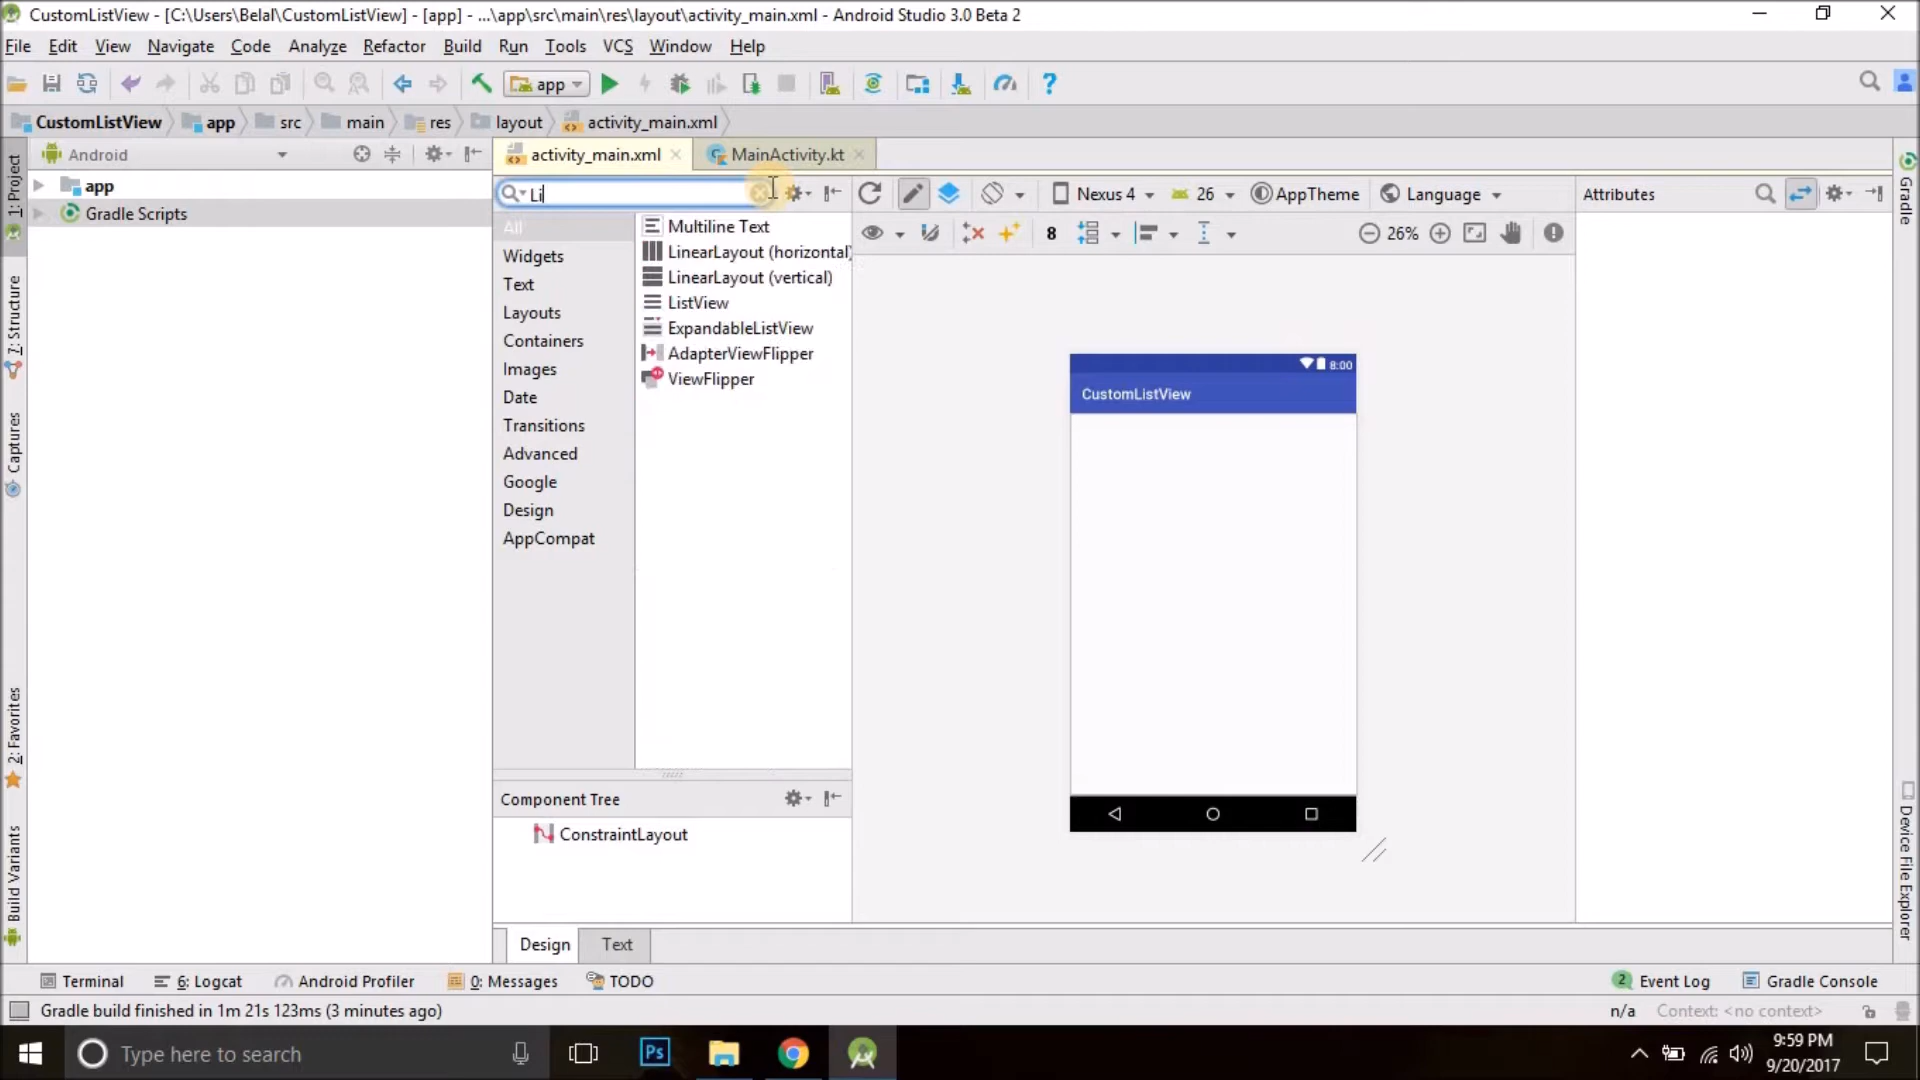 CustomListView - [C:\Users\Belal\CustomListView] - [app] - ...\app\src\main\res\layout\activity_main.xml - Android Studio 3.0 Beta 2
File Edit View Navigate Code Analyze Refactor Build Run Tools VCS Window Help
app
CustomListView app src main res layout activity_main.xml
1: Project
7: Structure
Captures
2: Favorites
Build Variants
Android
app
Gradle Scripts
activity_main.xml MainActivity.kt
Li
All
Widgets
Text
Layouts
Containers
Images
Date
Transitions
Advanced
Google
Design
AppCompat
Multiline Text
LinearLayout (horizontal)
LinearLayout (vertical)
ListView
ExpandableListView
AdapterViewFlipper
ViewFlipper
Component Tree
ConstraintLayout
Design Text
Nexus 4 26 AppTheme Language
8 26%
8:00
CustomListView
Attributes
Gradle
Device File Explorer
Terminal 6: Logcat Android Profiler 0: Messages TODO 2 Event Log Gradle Console
Gradle build finished in 1m 21s 123ms (3 minutes ago) n/a Context: <no context>
Type here to search
Ps
9:59 PM
9/20/2017